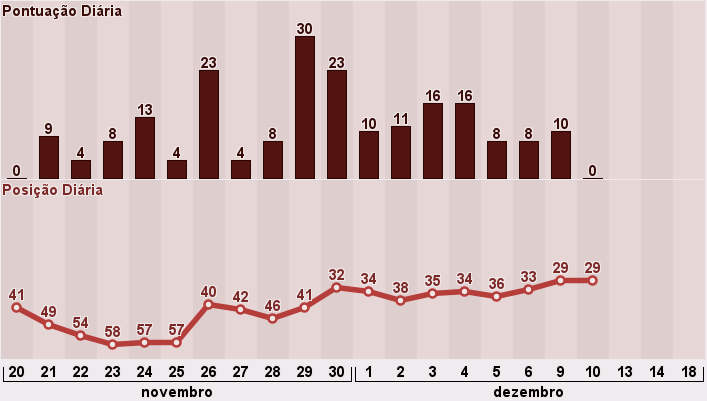 Pontuação Diária
0 9 4 8 13 4 23 4 8 30 23 10 11 16 16 8 8 10 0
Posição Diária
41 49 54 58 57 57 40 42 46 41 32 34 38 35 34 36 33 29 29
20 21 22 23 24 25 26 27 28 29 30 1 2 3 4 5 6 9 10 13 14 18
novembro dezembro